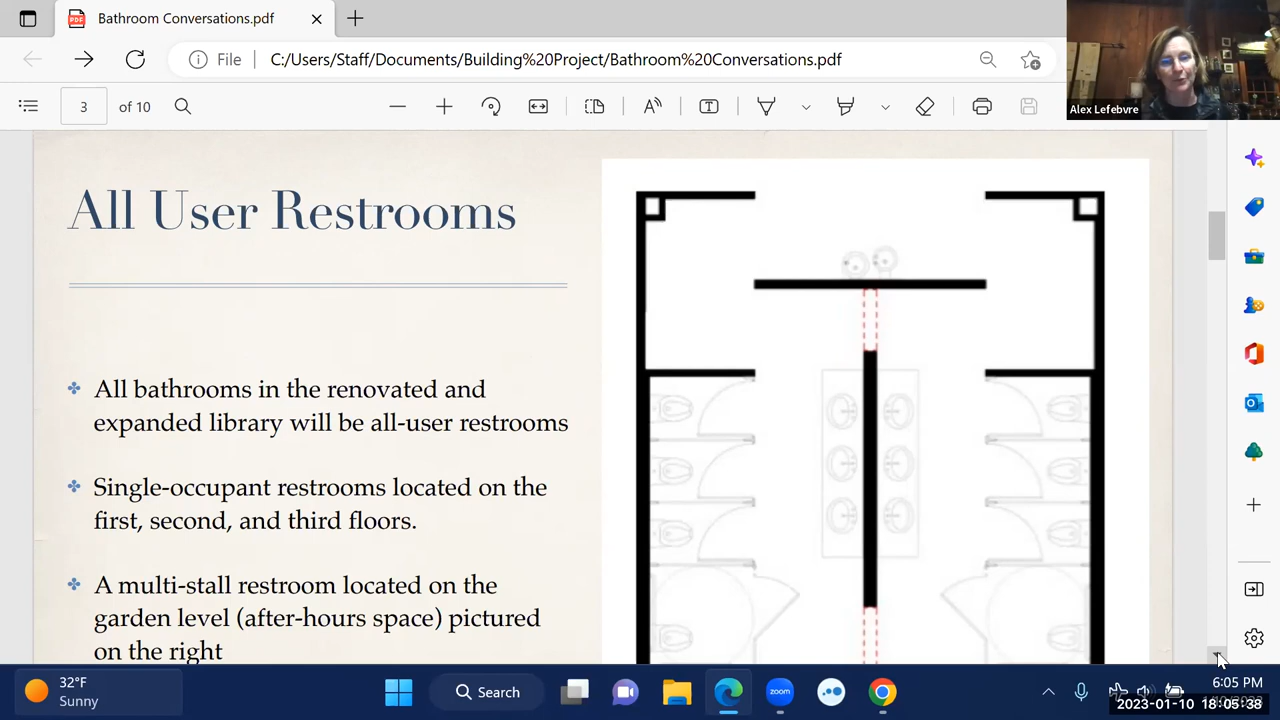 Bathroom Conversations.pdf
File
C:/Users/Staff/Documents/Building%20Project/Bathroom%20Conversations.pdf
3 of 10
Alex Lefebvre
All User Restrooms
All bathrooms in the renovated and
expanded library will be all-user restrooms
Single-occupant restrooms located on the
first, second, and third floors.
A multi-stall restroom located on the
garden level (after-hours space) pictured
on the right
32°F
Sunny
Search
zoom
6:05 PM
2023-01-10 18:05:38